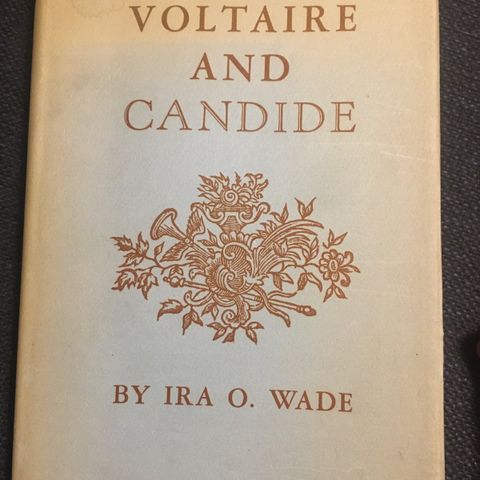 VOLTAIRE
AND
CANDIDE
BY IRA O. WADE